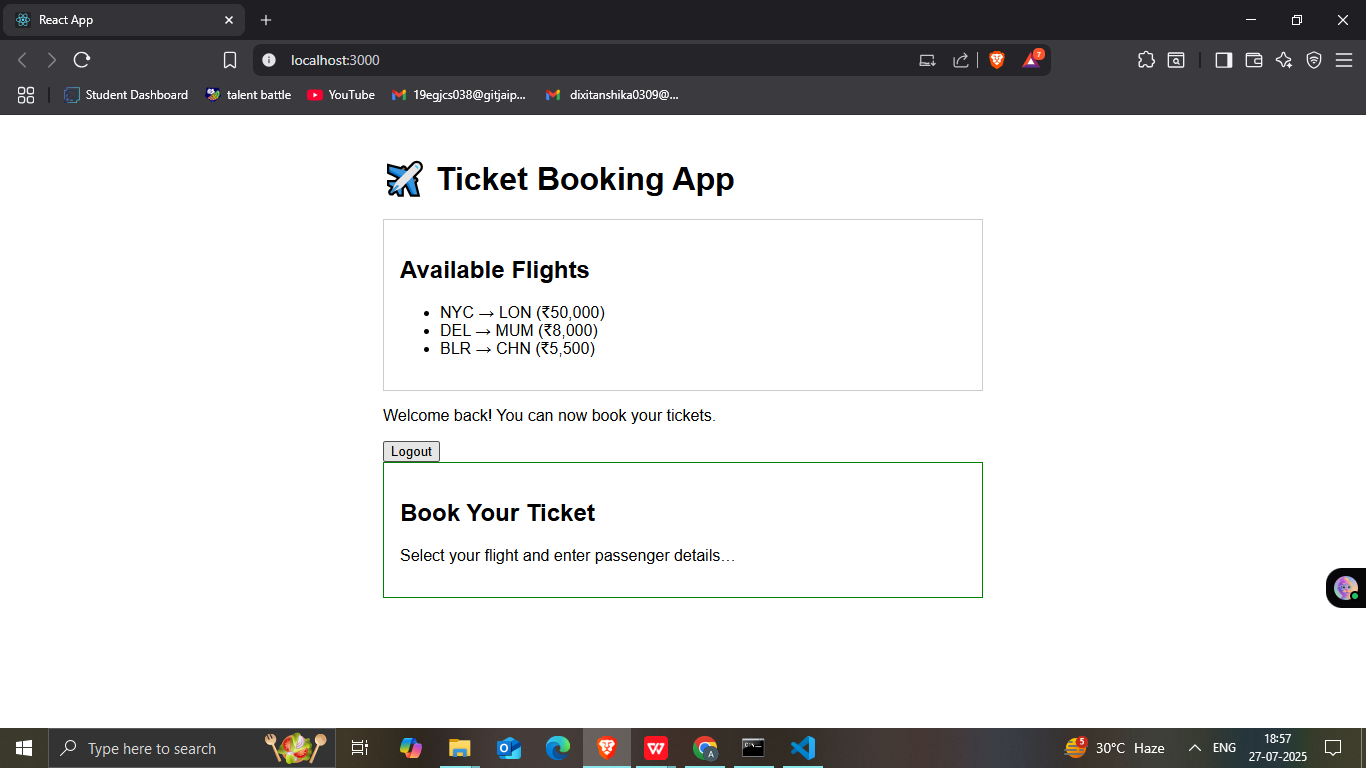 React App
localhost:3000
7
Student Dashboard
talent battle
YouTube
19egjcs038@gitjaip...
dixitanshika0309@...
Ticket Booking App
Available Flights
NYC → LON (₹50,000)
DEL → MUM (₹8,000)
BLR → CHN (₹5,500)
Welcome back! You can now book your tickets.
Logout
Book Your Ticket
Select your flight and enter passenger details…
Type here to search
5
30°C Haze
ENG
18:57
27-07-2025